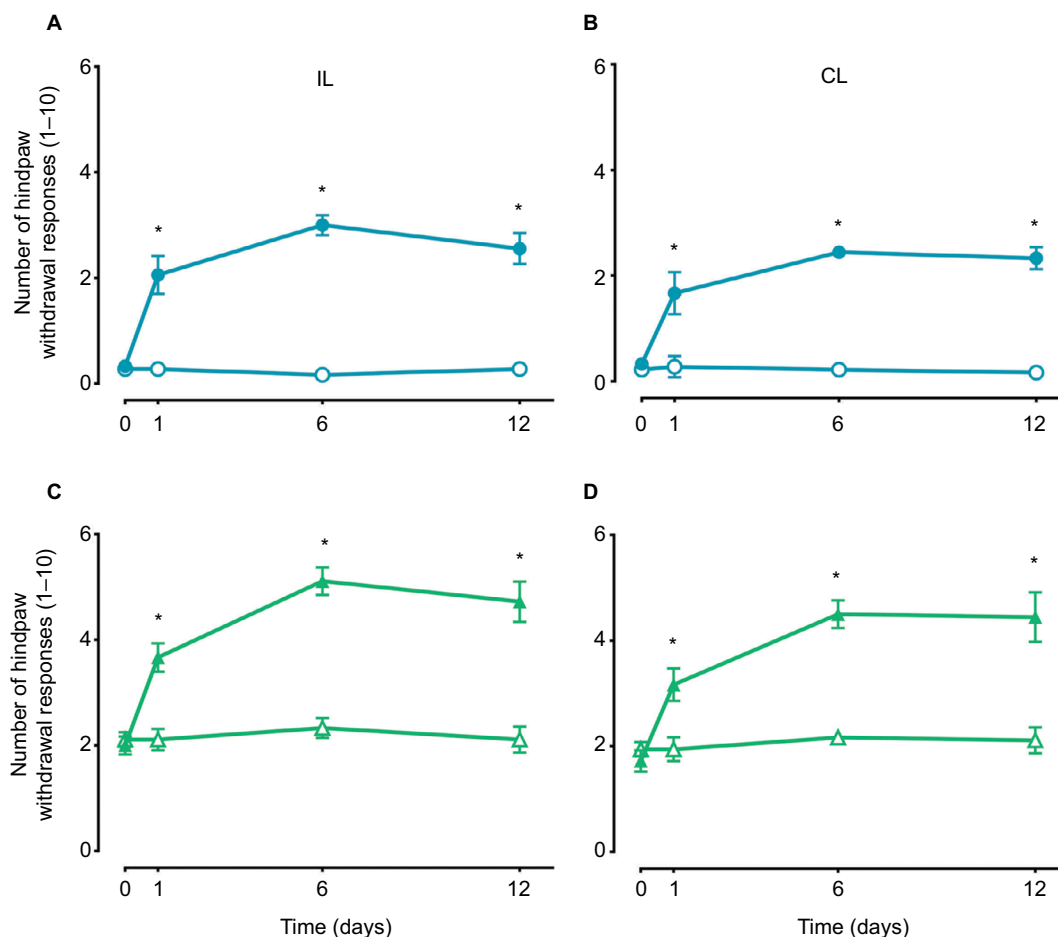 A
Number of hindpaw
withdrawal responses (1–10)
IL
6
4
2
0
*
*
*
0 1 6 12
B
CL
6
4
2
0
*
*
*
0 1 6 12
C
Number of hindpaw
withdrawal responses (1–10)
6
4
2
0
*
*
*
0 1 6 12
Time (days)
D
6
4
2
0
*
*
*
0 1 6 12
Time (days)